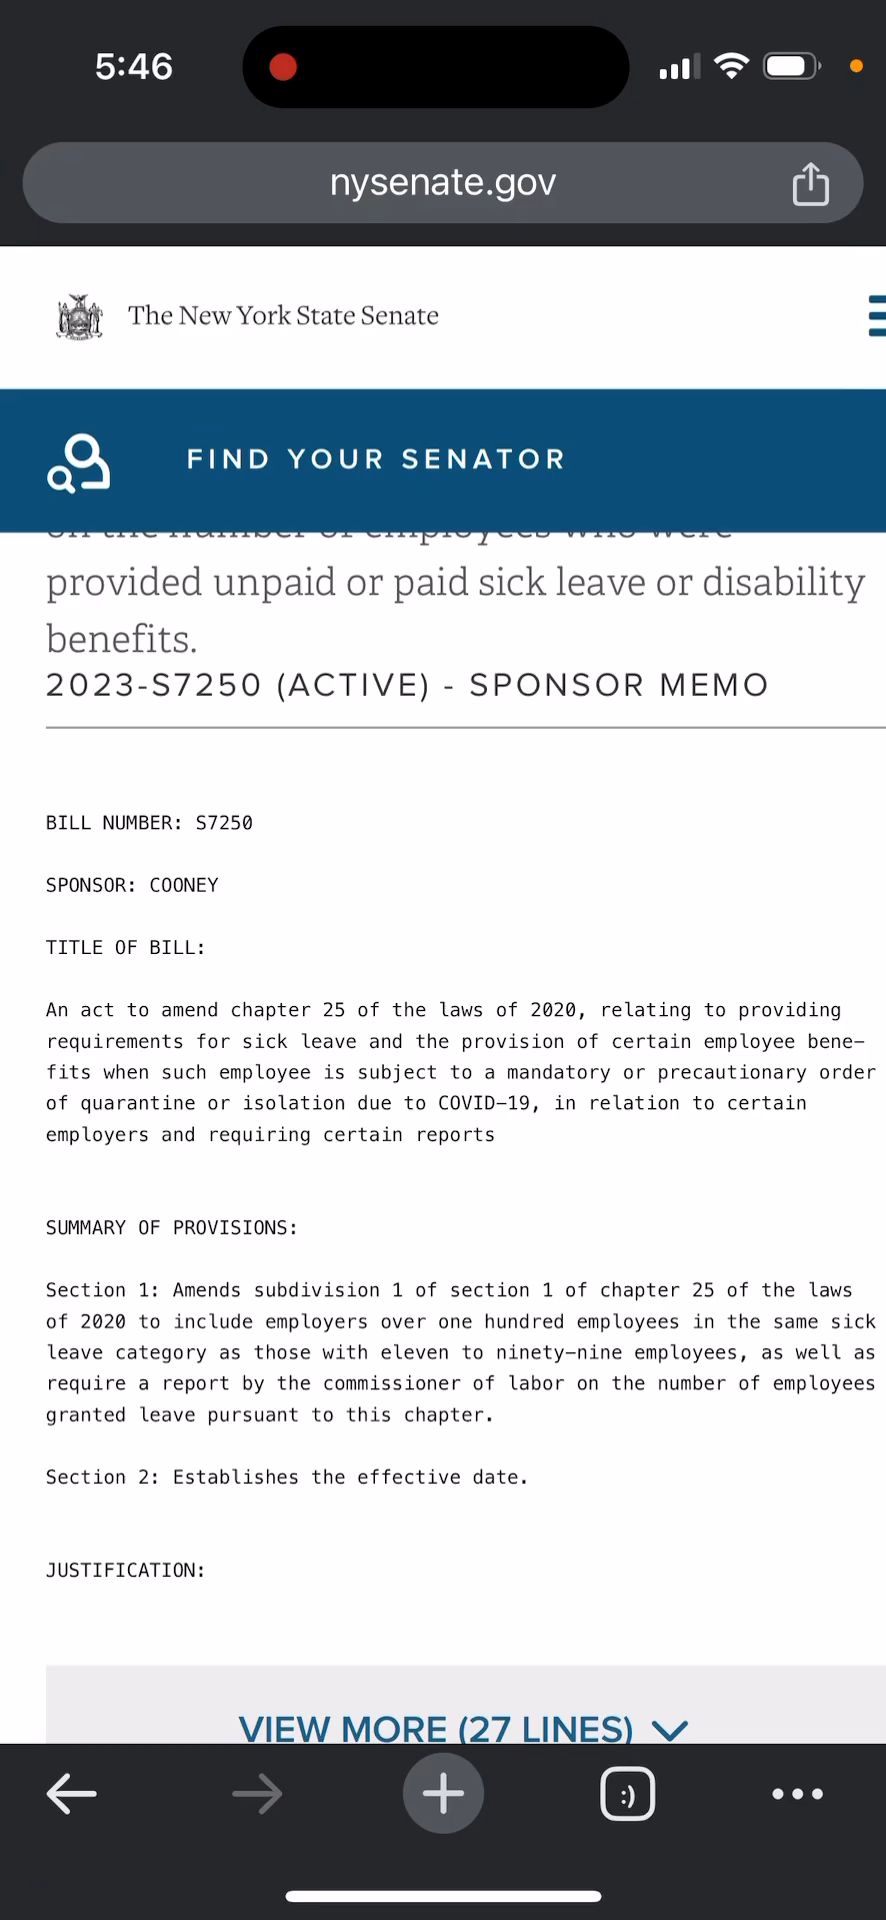 5:46
nysenate.gov
The New York State Senate
FIND YOUR SENATOR
on the number of employees who were
provided unpaid or paid sick leave or disability
benefits.
2023-S7250 (ACTIVE) - SPONSOR MEMO
BILL NUMBER: S7250
SPONSOR: COONEY
TITLE OF BILL:
An act to amend chapter 25 of the laws of 2020, relating to providing
requirements for sick leave and the provision of certain employee bene-
fits when such employee is subject to a mandatory or precautionary order
of quarantine or isolation due to COVID-19, in relation to certain
employers and requiring certain reports
SUMMARY OF PROVISIONS:
Section 1: Amends subdivision 1 of section 1 of chapter 25 of the laws
of 2020 to include employers over one hundred employees in the same sick
leave category as those with eleven to ninety-nine employees, as well as
require a report by the commissioner of labor on the number of employees
granted leave pursuant to this chapter.
Section 2: Establishes the effective date.
JUSTIFICATION:
VIEW MORE (27 LINES)
:)